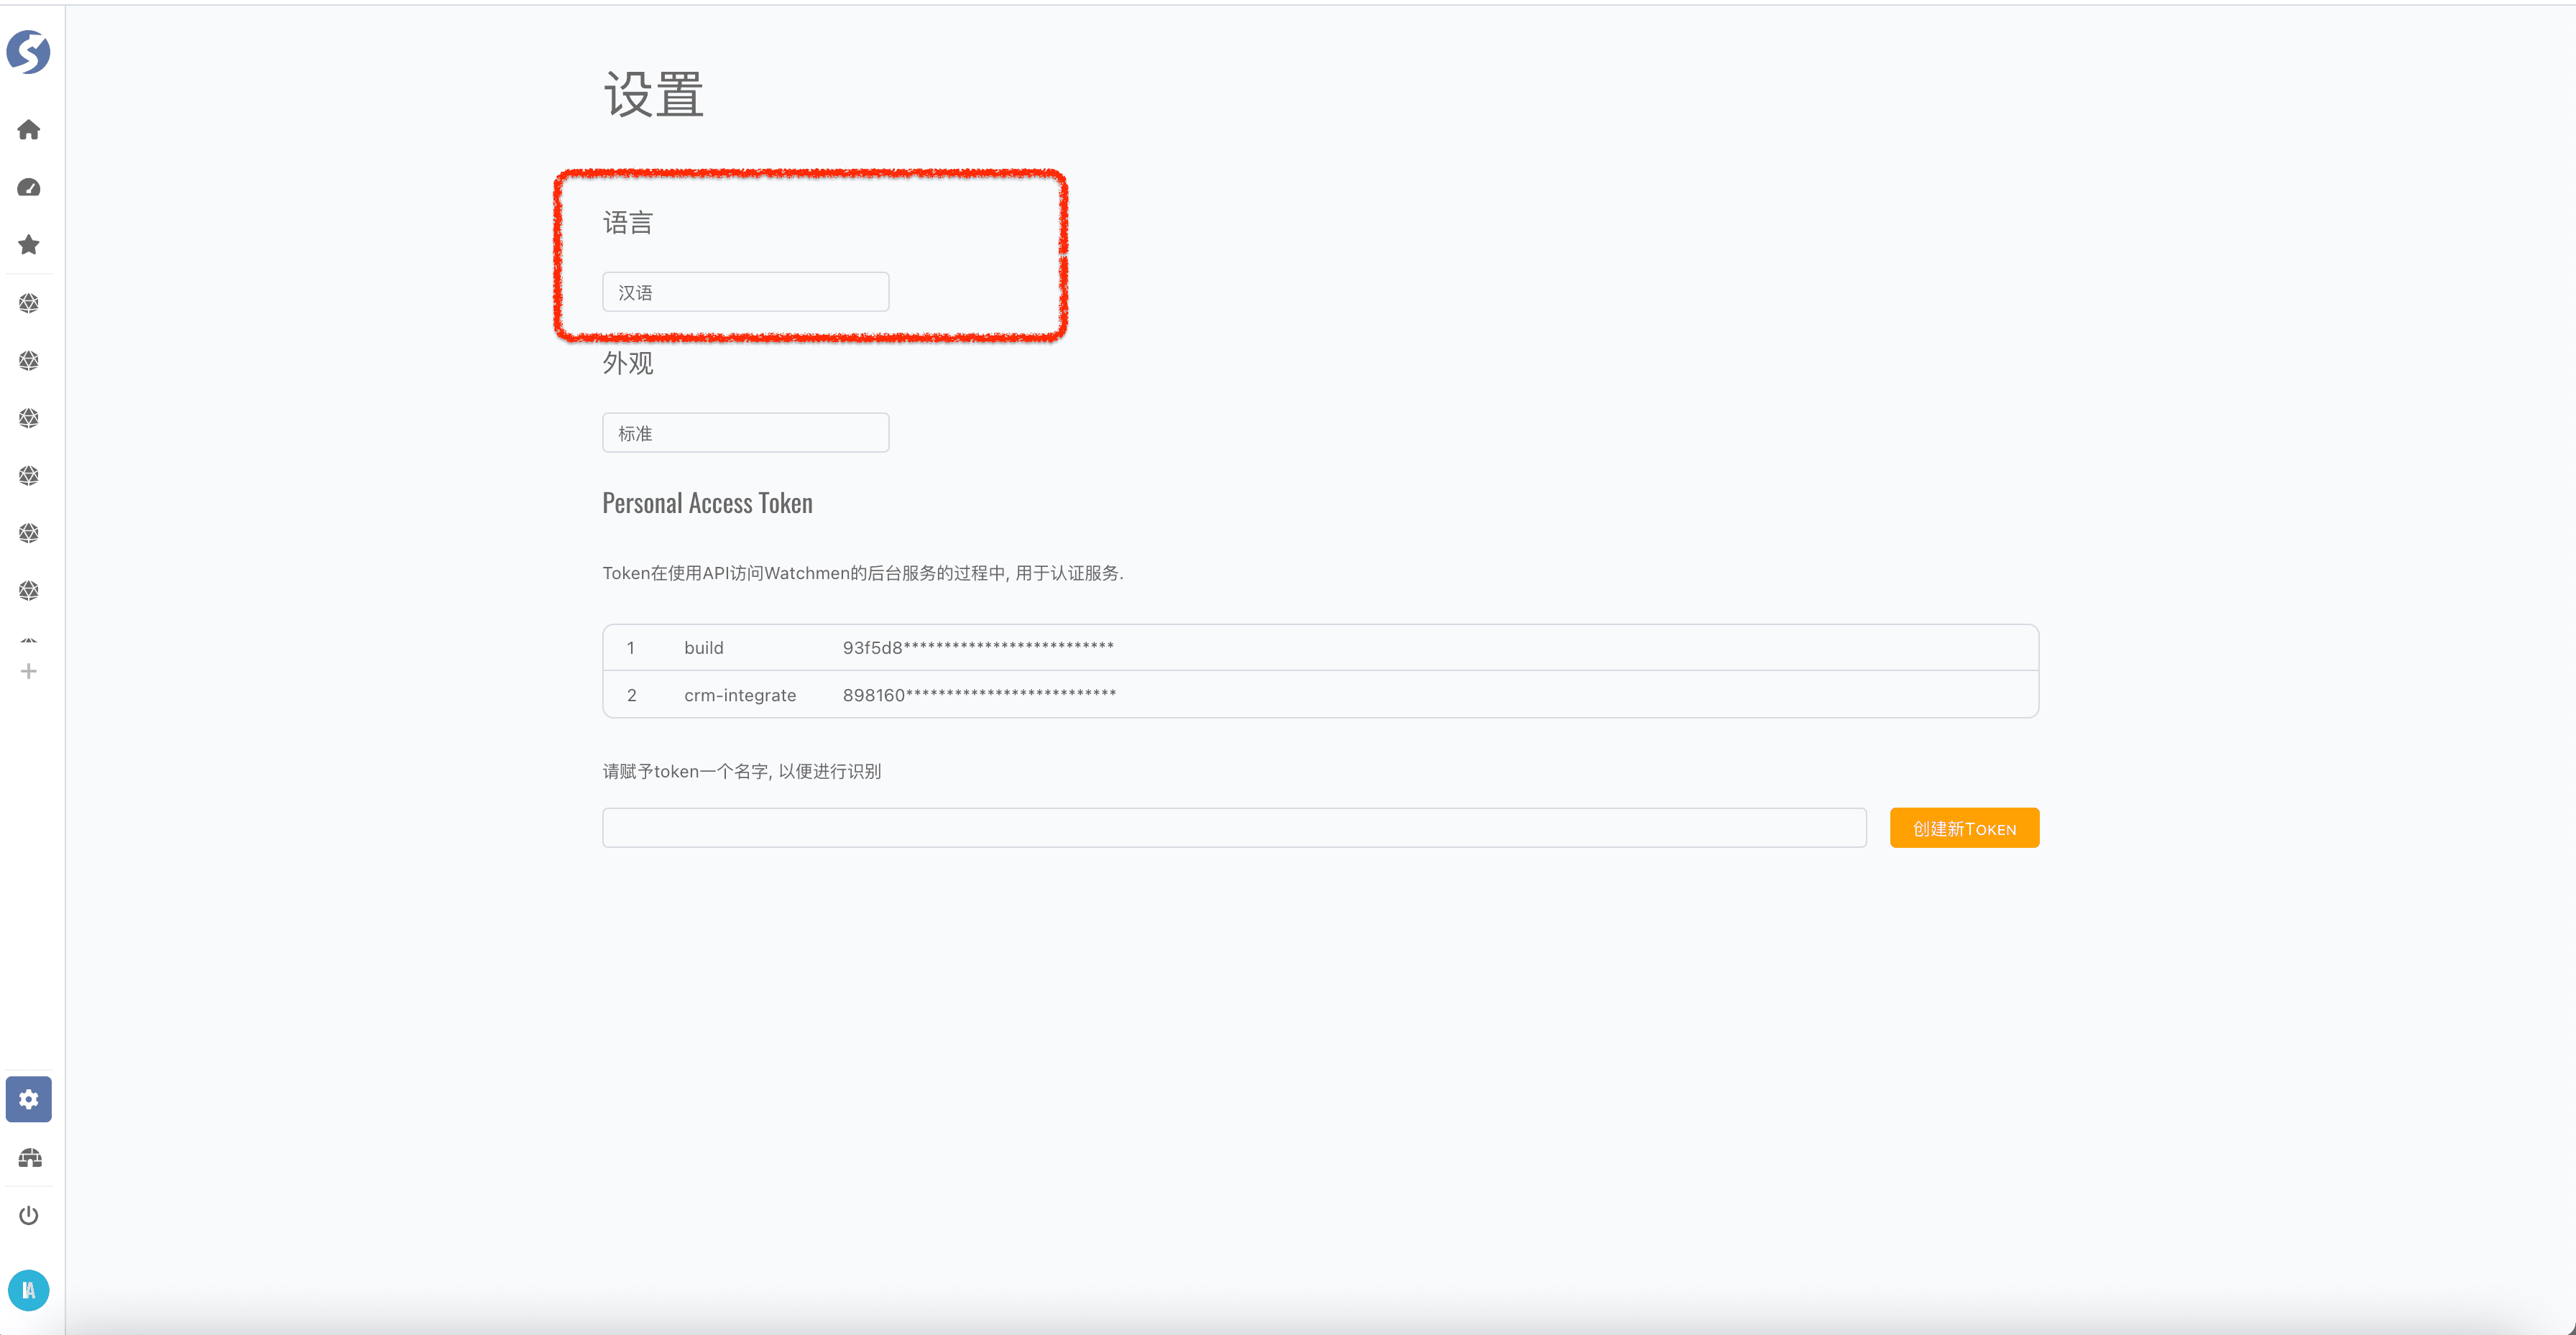 设置
语言
汉语
外观
标准
Personal Access Token
Token在使用API访问Watchmen的后台服务的过程中, 用于认证服务.
1 build 93f5d8**************************
2 crm-integrate 898160**************************
请赋予token一个名字, 以便进行识别
创建新TOKEN
IA